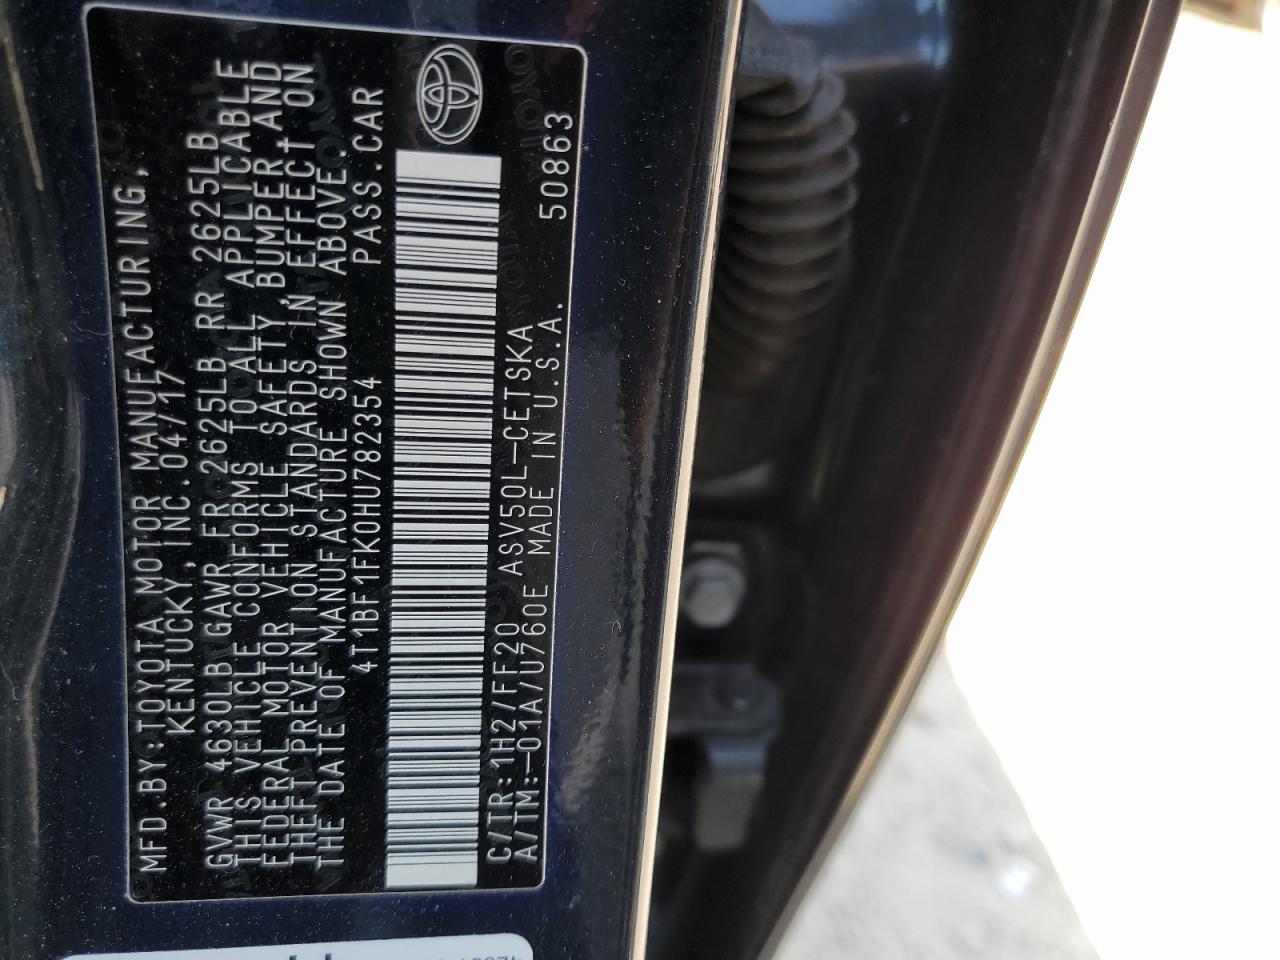 MFD.BY:TOYOTA MOTOR MANUFACTURING,
KENTUCKY,INC.04/17
GVWR 4630LB GAWR FR 2625LB RR 2625LB
THIS VEHICLE CONFORMS TO ALL APPLICABLE
FEDERAL MOTOR VEHICLE SAFETY,BUMPER,AND
THEFT PREVENTION STANDARDS IN EFFECT ON
THE DATE OF MANUFACTURE SHOWN ABOVE.
4T1BF1FK0HU782354 PASS.CAR
C/TR:1H2/FF20 ASV50L-CETSKA
A/TM:-01A/U760E MADE IN U.S.A.
50863